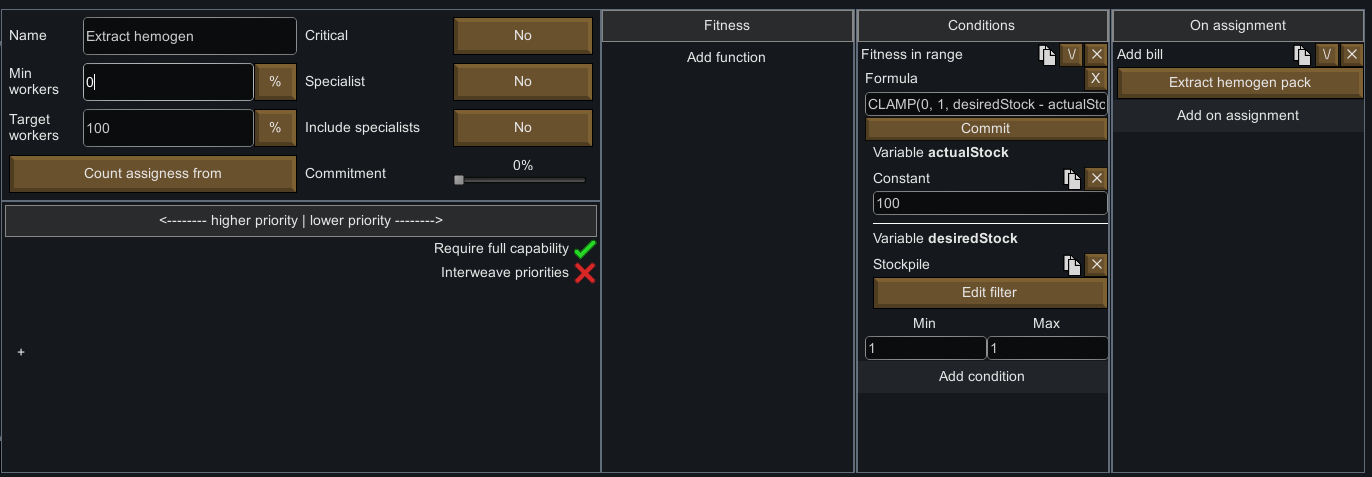 Name
Extract hemogen
Critical
No
Min
workers
0
%
Specialist
No
Target
workers
100
%
Include specialists
No
Count assigness from
Commitment
0%
<-------- higher priority | lower priority -------->
Require full capability
Interweave priorities
+
Fitness
Add function
Conditions
Fitness in range
\/
X
Formula
X
CLAMP(0, 1, desiredStock - actualSto
Commit
Variable actualStock
Constant
X
100
Variable desiredStock
Stockpile
X
Edit filter
Min
Max
1
1
Add condition
On assignment
Add bill
\/
X
Extract hemogen pack
Add on assignment